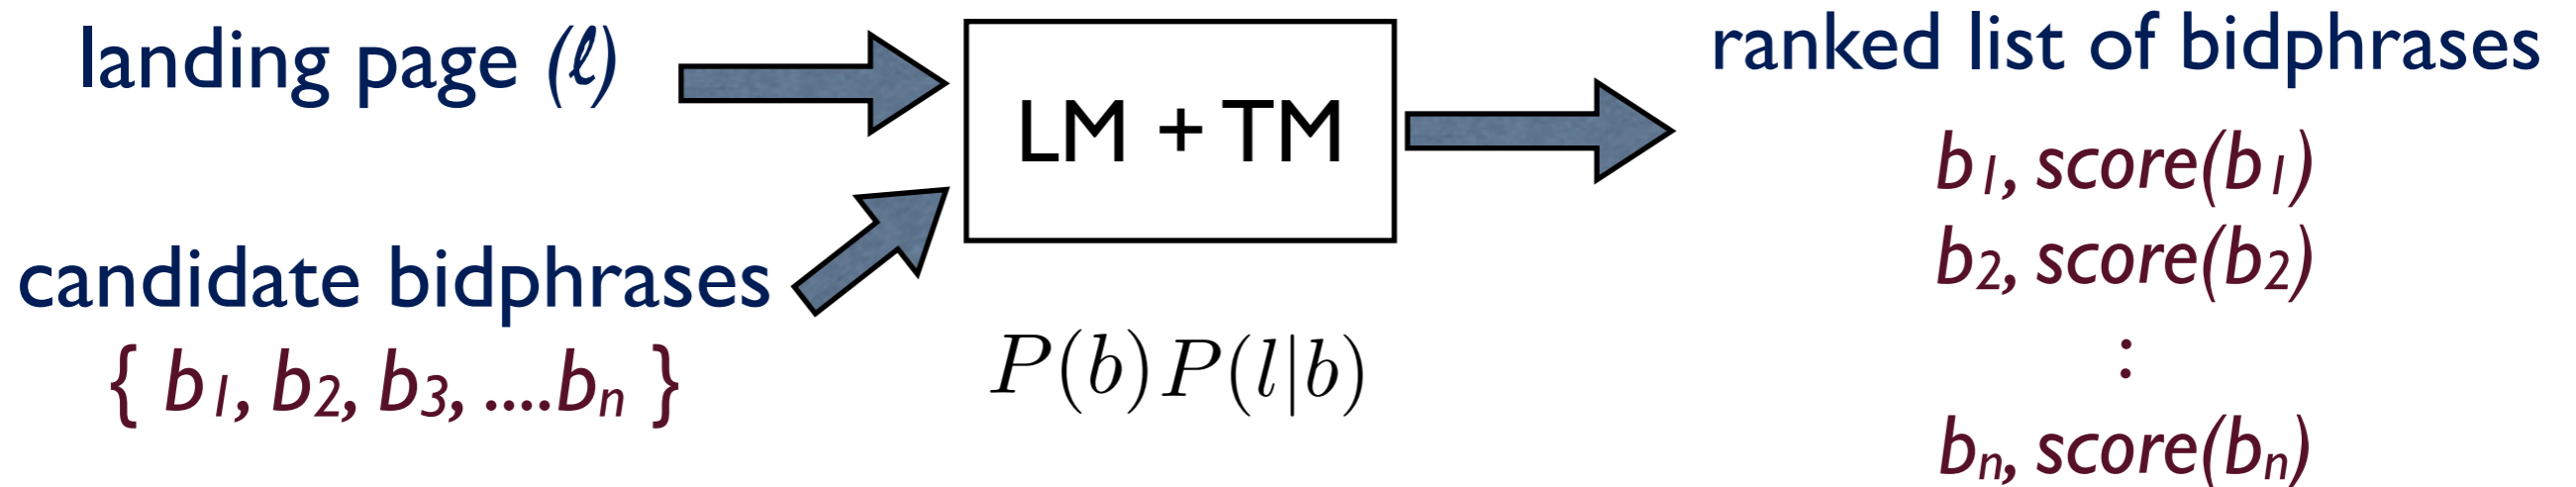 landing page (ℓ)
candidate bidphrases
{ b1, b2, b3, ....bn }
LM + TM
P(b)P(l|b)
ranked list of bidphrases
b1, score(b1)
b2, score(b2)
:
bn, score(bn)